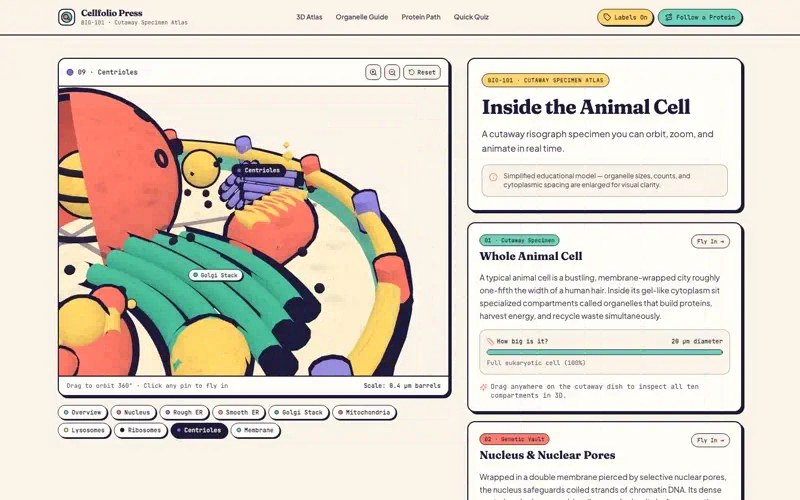 Cellfolio Press
BIO-101 · Cutaway Specimen Atlas
3D Atlas
Organelle Guide
Protein Path
Quick Quiz
Labels On
Follow a Protein
09 · Centrioles
Reset
Centrioles
Golgi Stack
Drag to orbit 360° · Click any pin to fly in
Scale: 0.4 µm barrels
Overview
Nucleus
Rough ER
Smooth ER
Golgi Stack
Mitochondria
Lysosomes
Ribosomes
Centrioles
Membrane
BIO-101 · CUTAWAY SPECIMEN ATLAS
Inside the Animal Cell
A cutaway risograph specimen you can orbit, zoom, and
animate in real time.
Simplified educational model — organelle sizes, counts, and
cytoplasmic spacing are enlarged for visual clarity.
01 · Cutaway Specimen
Fly In →
Whole Animal Cell
A typical animal cell is a bustling, membrane-wrapped city roughly
one-fifth the width of a human hair. Inside its gel-like cytoplasm sit
specialized compartments called organelles that build proteins,
harvest energy, and recycle waste simultaneously.
How big is it?
20 µm diameter
Full eukaryotic cell (100%)
Drag anywhere on the cutaway dish to inspect all ten
compartments in 3D.
02 · Genetic Vault
Fly In →
Nucleus & Nuclear Pores
Wrapped in a double membrane pierced by selective nuclear pores,
the nucleus safeguards coiled strands of chromatin DNA. Its dense